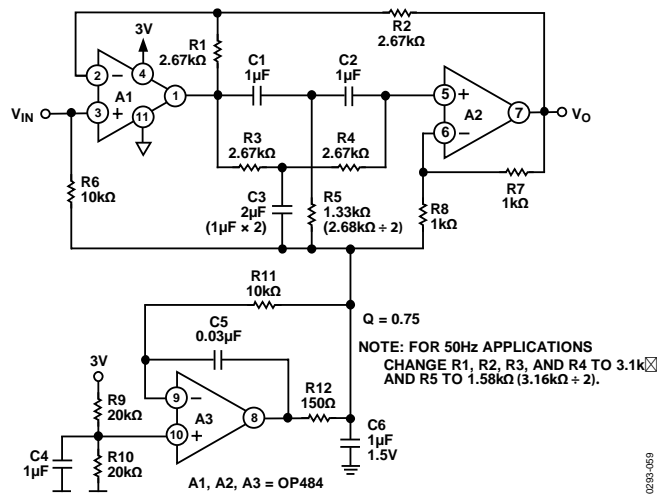 R2
2.67kΩ
3V
R1
2.67kΩ
C1
1µF
C2
1µF
2
−
4
A1
1
3
+
11
VIN
5
+
A2
7
VO
6
−
R3
2.67kΩ
R4
2.67kΩ
R6
10kΩ
C3
2µF
(1µF × 2)
R5
1.33kΩ
(2.68kΩ ÷ 2)
R8
1kΩ
R7
1kΩ
R11
10kΩ
C5
0.03µF
Q = 0.75
NOTE: FOR 50Hz APPLICATIONS
CHANGE R1, R2, R3, AND R4 TO 3.1k
AND R5 TO 1.58kΩ (3.16kΩ ÷ 2).
3V
R9
20kΩ
9
−
A3
8
10
+
R12
150Ω
C4
1µF
R10
20kΩ
C6
1µF
1.5V
A1, A2, A3 = OP484
0293-059